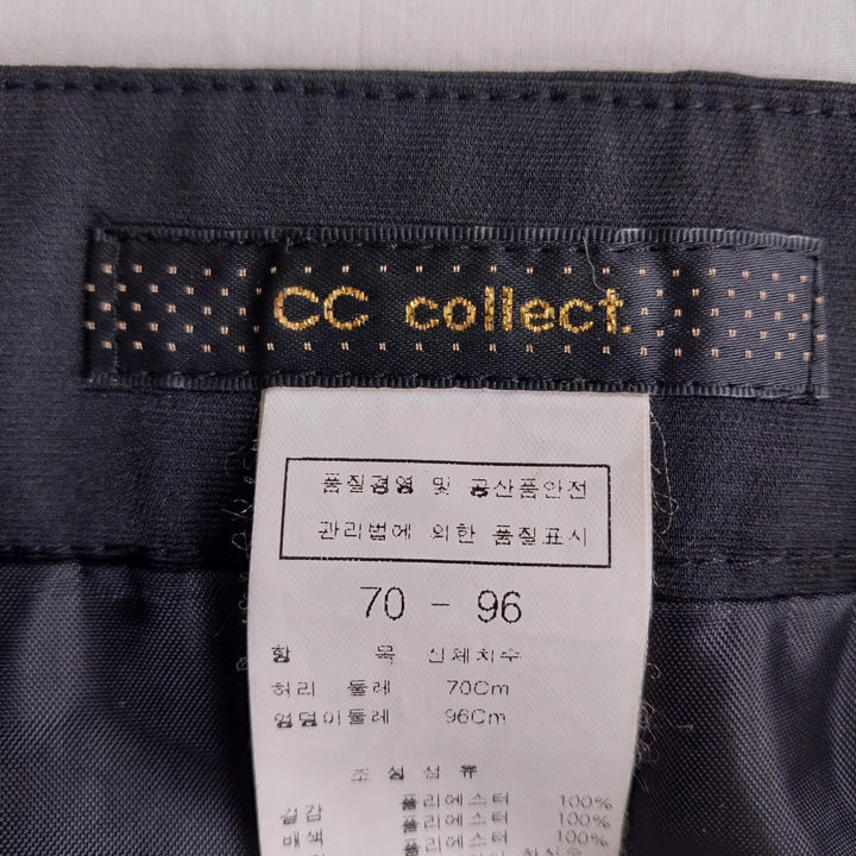 CC collect.
품질경영 및 공산품안전
관리법에 의한 품질표시
70 - 96
항 목 신체치수
허리 둘레 70Cm
엉덩이둘레 96Cm
조 성 섬 유
겉감 폴리에스터 100%
배색 폴리에스터 100%
폴리에스터 100%